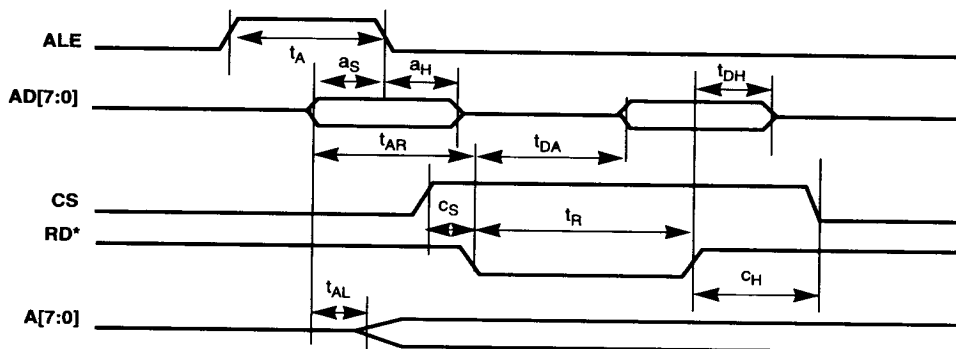 ALE
tA
aS aH
AD[7:0]
tDH
tAR tDA
CS
cS tR
RD*
cH
tAL
A[7:0]